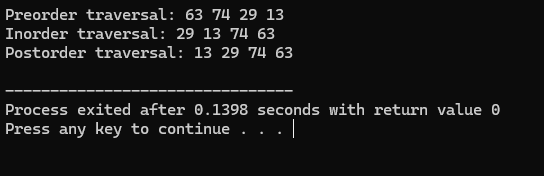 Preorder traversal: 63 74 29 13
Inorder traversal: 29 13 74 63
Postorder traversal: 13 29 74 63
--------------------------------
Process exited after 0.1398 seconds with return value 0
Press any key to continue . . .